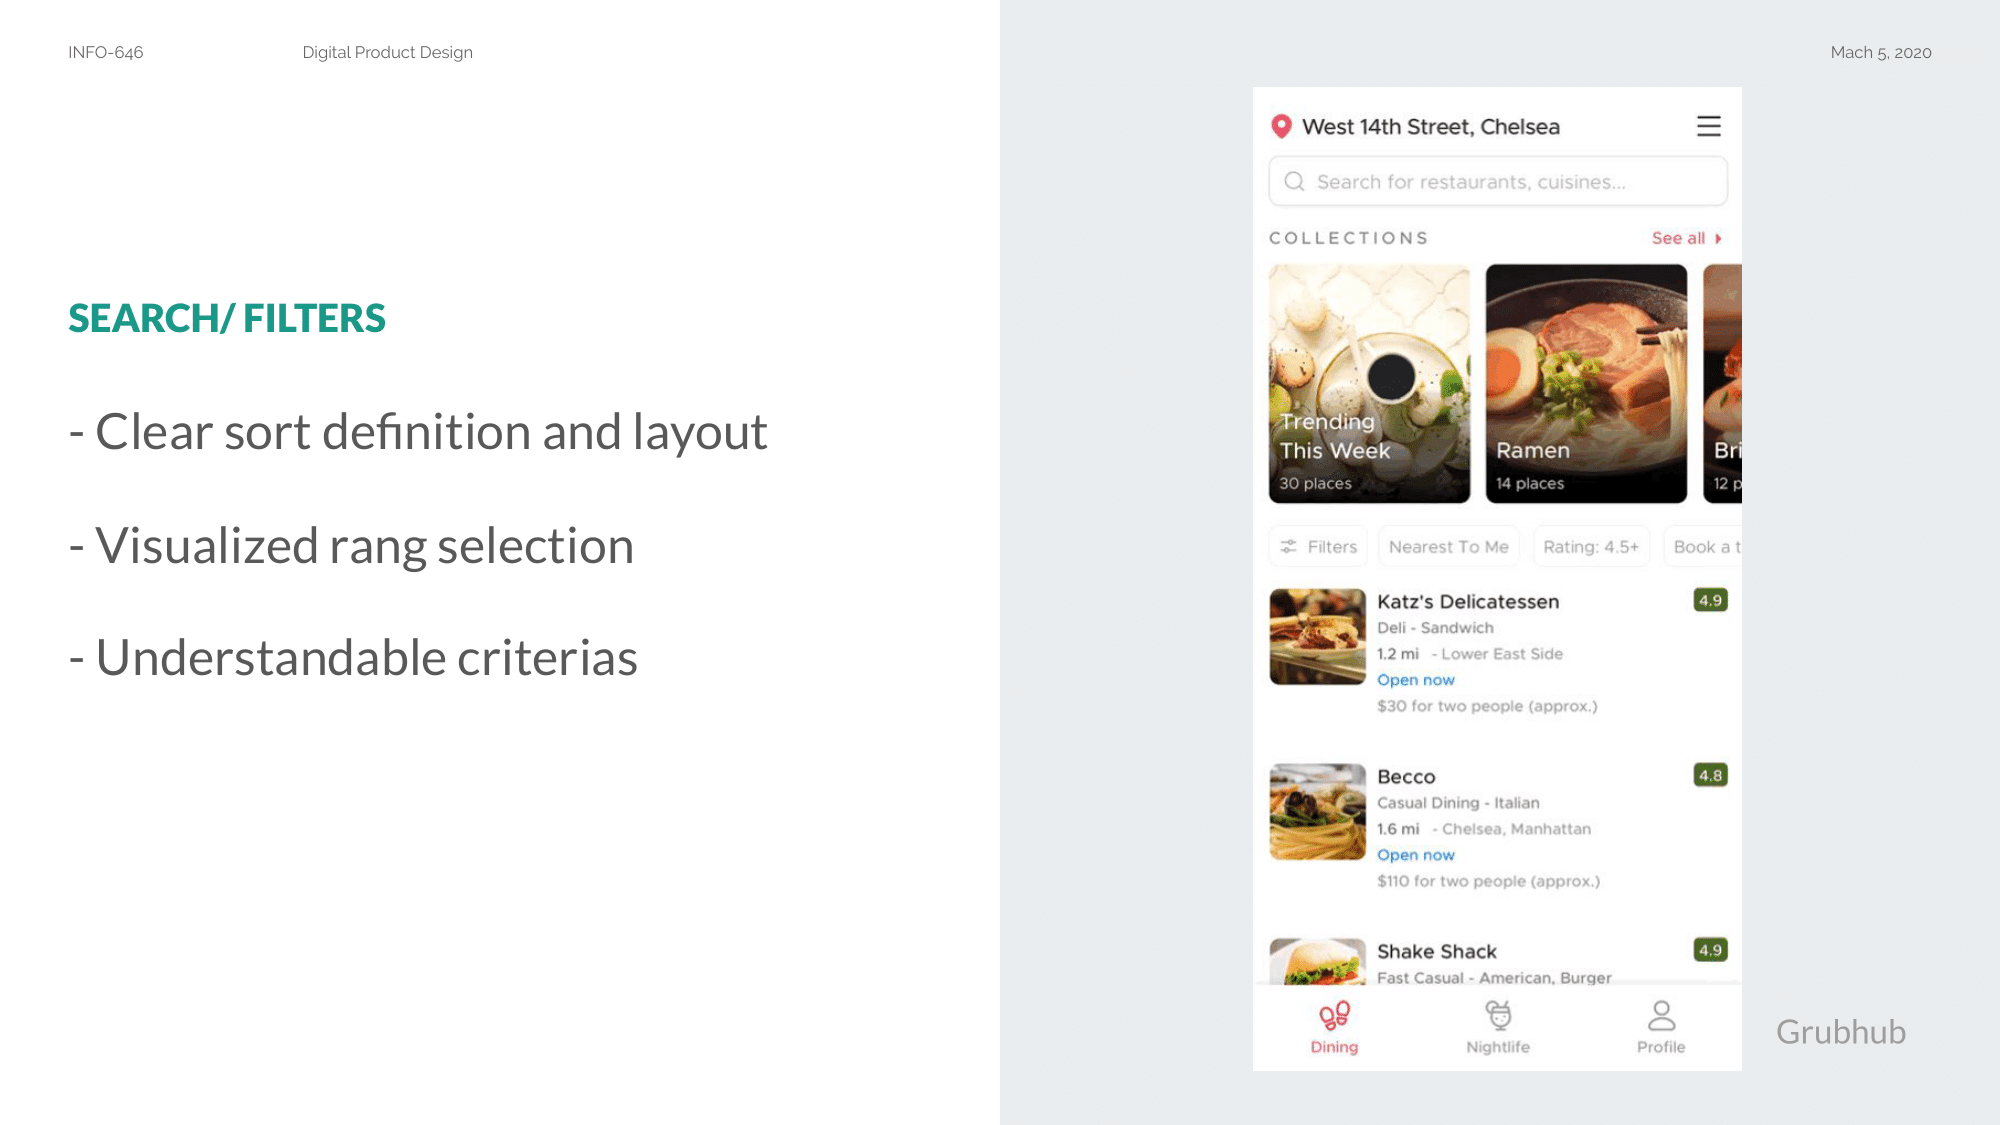 INFO-646
Digital Product Design
Mach 5, 2020
SEARCH/ FILTERS
- Clear sort definition and layout
- Visualized rang selection
- Understandable criterias
West 14th Street, Chelsea
Search for restaurants, cuisines...
COLLECTIONS
See all
Trending
This Week
30 places
Ramen
14 places
Bri
12 p
Filters
Nearest To Me
Rating: 4.5+
Book a t
Katz's Delicatessen
4.9
Deli - Sandwich
1.2 mi - Lower East Side
Open now
$30 for two people (approx.)
Becco
4.8
Casual Dining - Italian
1.6 mi - Chelsea, Manhattan
Open now
$110 for two people (approx.)
Shake Shack
4.9
Fast Casual - American, Burger
Dining
Nightlife
Profile
Grubhub